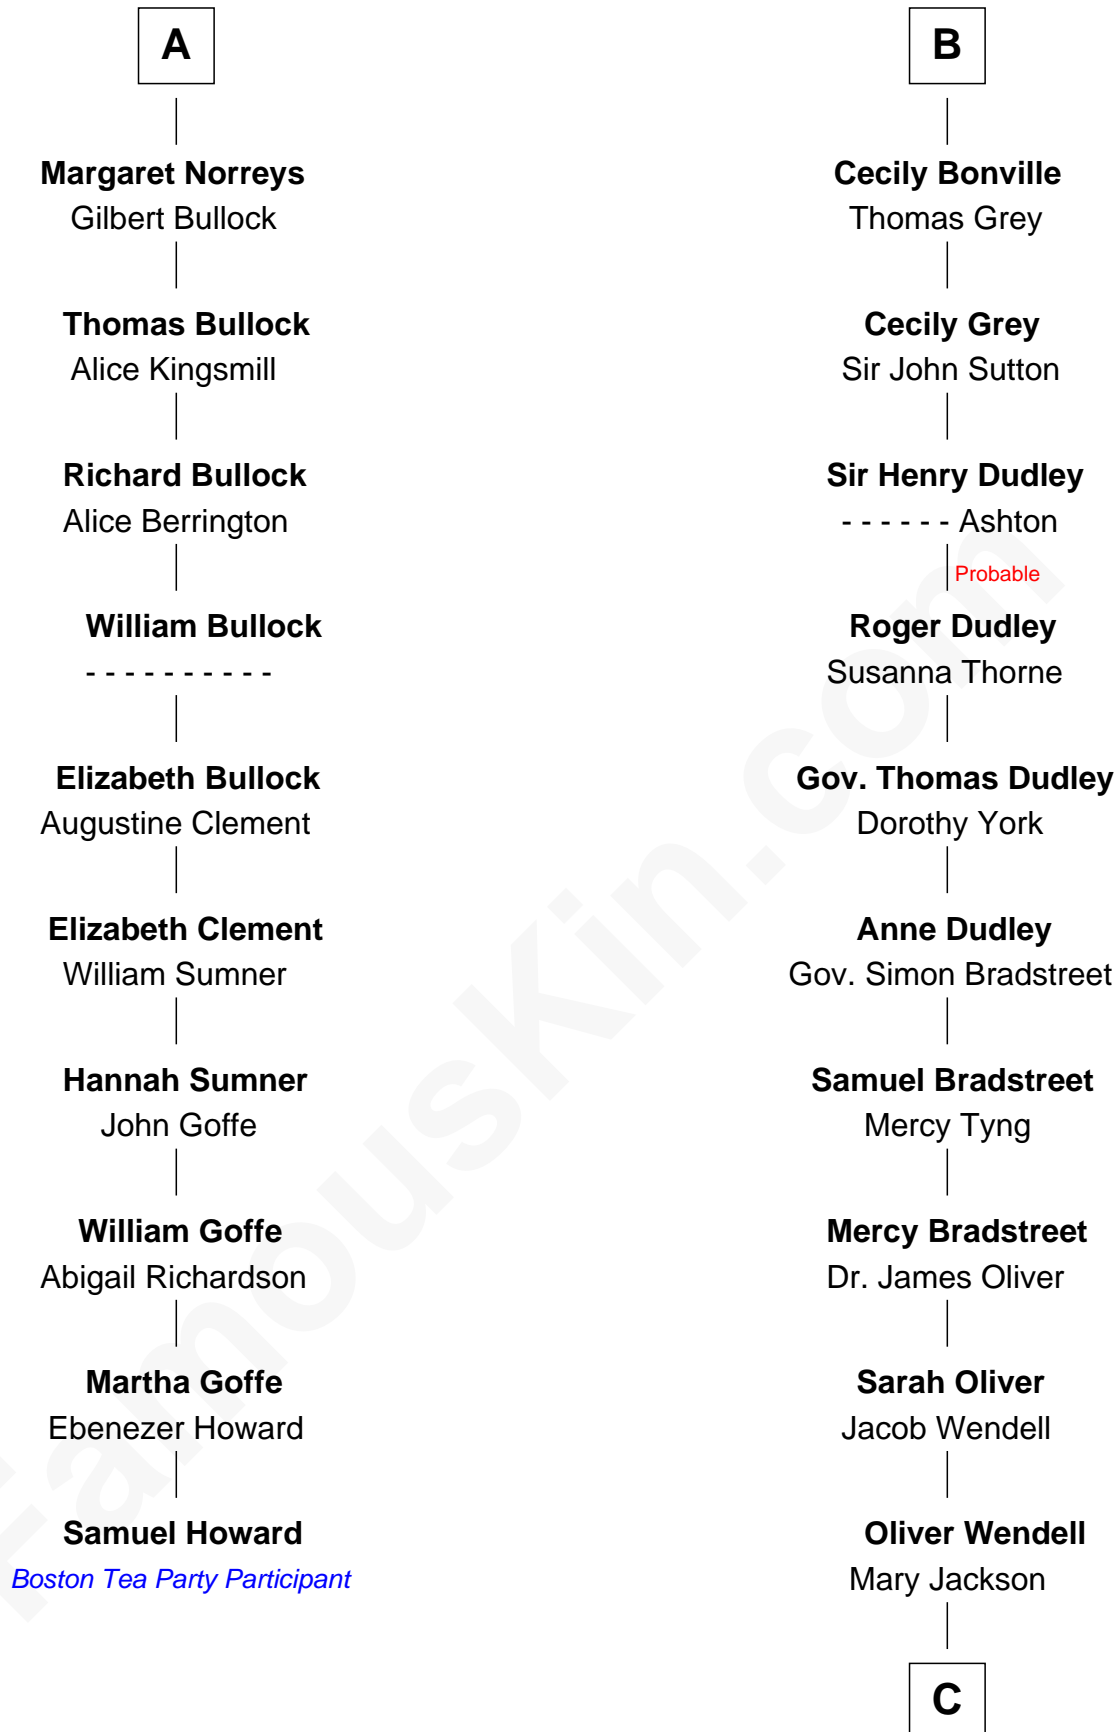 A
Margaret Norreys
Gilbert Bullock
Thomas Bullock
Alice Kingsmill
Richard Bullock
Alice Berrington
William Bullock
- - - - - - - - - -
Elizabeth Bullock
Augustine Clement
Elizabeth Clement
William Sumner
Hannah Sumner
John Goffe
William Goffe
Abigail Richardson
Martha Goffe
Ebenezer Howard
Samuel Howard
Boston Tea Party Participant
B
Cecily Bonville
Thomas Grey
Cecily Grey
Sir John Sutton
Sir Henry Dudley
- - - - - - Ashton
Probable
Roger Dudley
Susanna Thorne
Gov. Thomas Dudley
Dorothy York
Anne Dudley
Gov. Simon Bradstreet
Samuel Bradstreet
Mercy Tyng
Mercy Bradstreet
Dr. James Oliver
Sarah Oliver
Jacob Wendell
Oliver Wendell
Mary Jackson
C
FamousKin.com